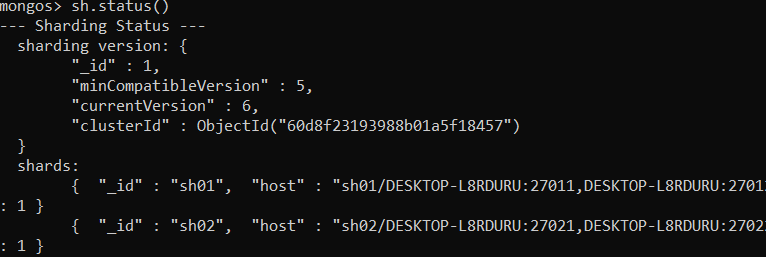 mongos> sh.status()
--- Sharding Status ---
sharding version: {
"_id" : 1,
"minCompatibleVersion" : 5,
"currentVersion" : 6,
"clusterId" : ObjectId("60d8f23193988b01a5f18457")
}
shards:
{ "_id" : "sh01", "host" : "sh01/DESKTOP-L8RDURU:27011,DESKTOP-L8RDURU:2701
: 1 }
{ "_id" : "sh02", "host" : "sh02/DESKTOP-L8RDURU:27021,DESKTOP-L8RDURU:2702
: 1 }